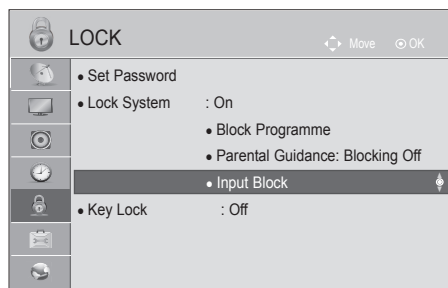 LOCK
Move OK
• Set Password
• Lock System : On
• Block Programme
• Parental Guidance: Blocking Off
• Input Block
• Key Lock : Off